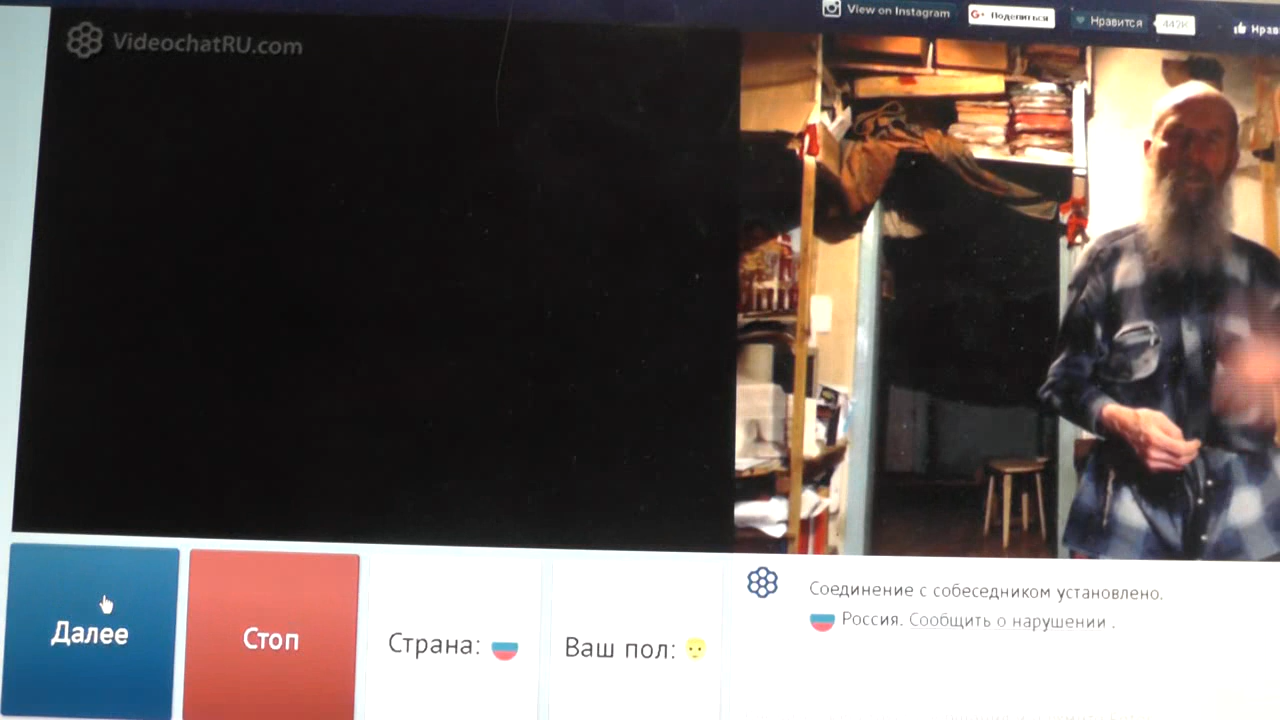 View on Instagram
Поделиться
Нравится
442K
Нрав
VideochatRU.com
Далее
Стоп
Страна:
Ваш пол:
Соединение с собеседником установлено.
Россия. Сообщить о нарушении .